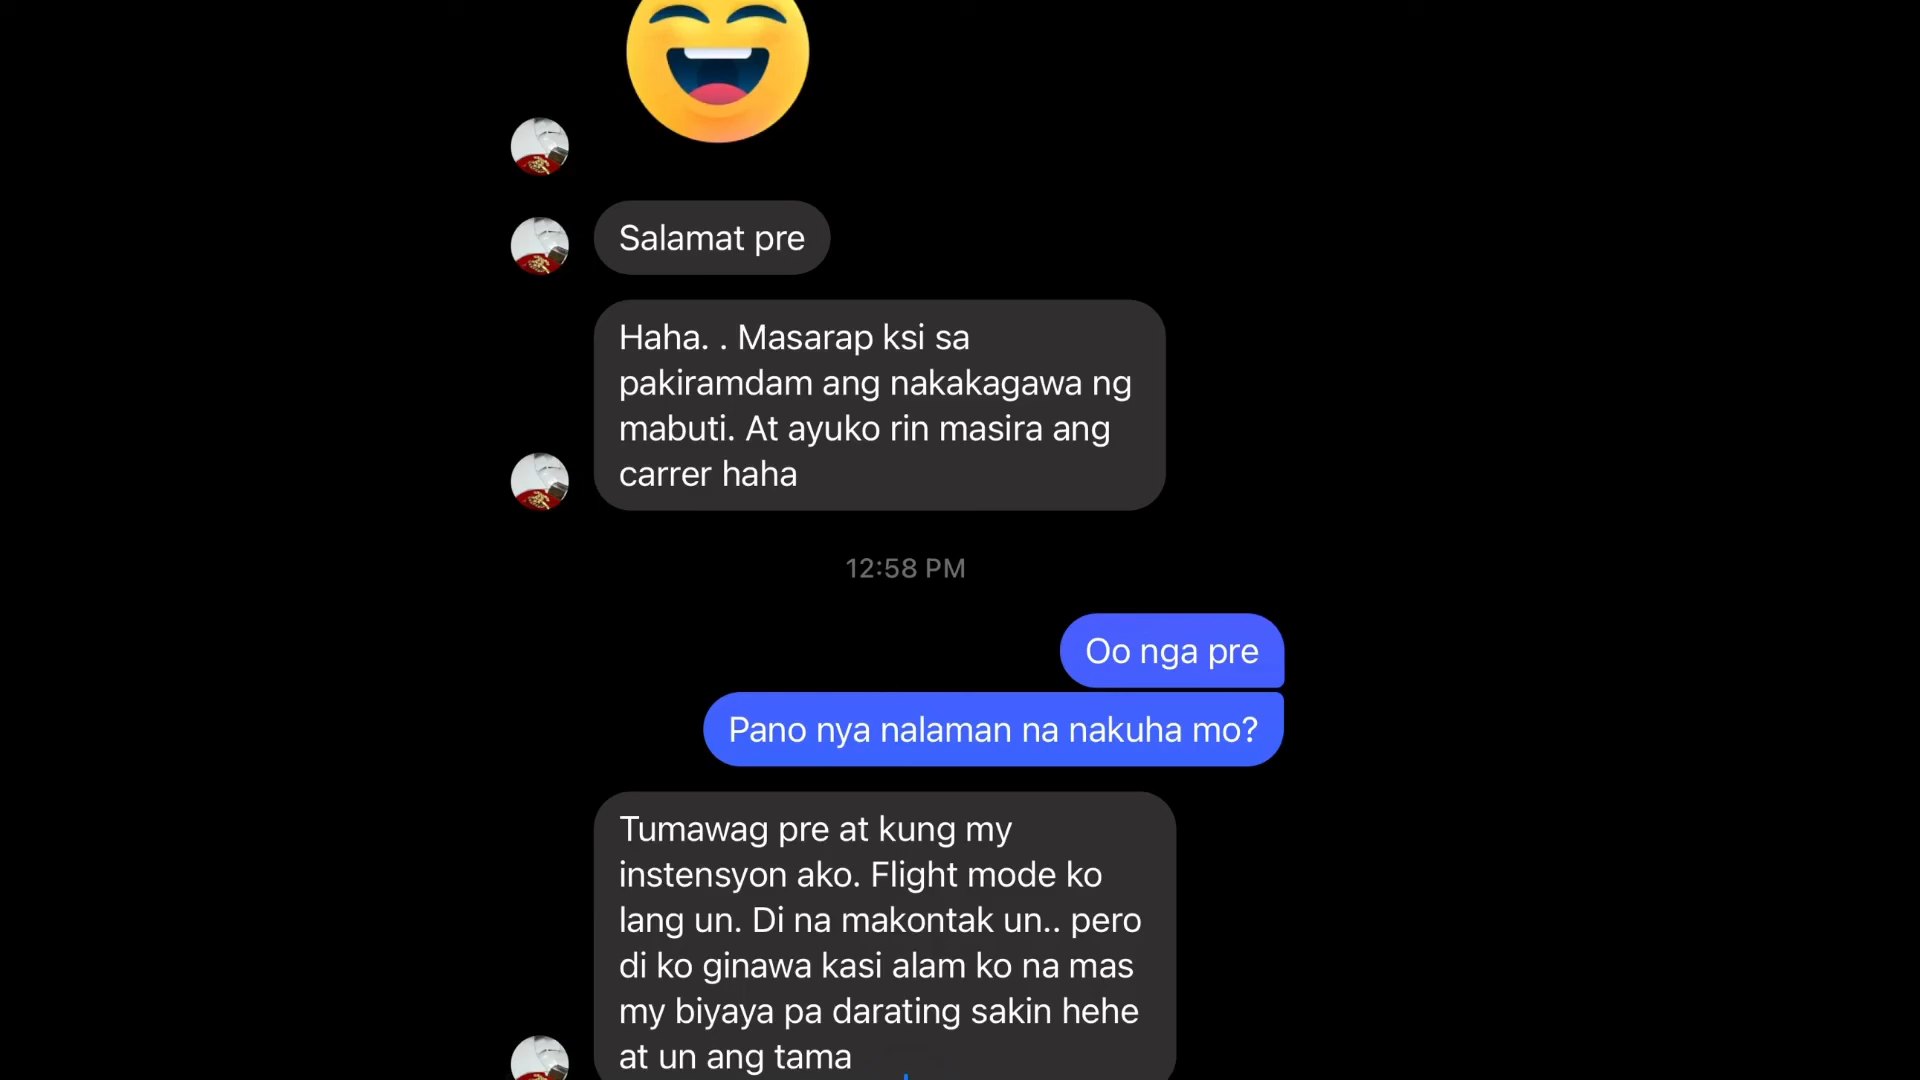 Salamat pre
Haha. . Masarap ksi sa
pakiramdam ang nakakagawa ng
mabuti. At ayuko rin masira ang
carrer haha
12:58 PM
Oo nga pre
Pano nya nalaman na nakuha mo?
Tumawag pre at kung my
instensyon ako. Flight mode ko
lang un. Di na makontak un.. pero
di ko ginawa kasi alam ko na mas
my biyaya pa darating sakin hehe
at un ang tama